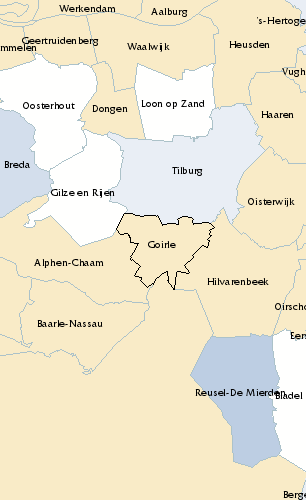 Werkendam
Aalburg
's-Hertoge
Geertruidenberg
Waalwijk
Heusden
mmelen
Vugh
Oosterhout
Loon op Zand
Dongen
Haaren
Breda
Tilburg
Gilze en Rijen
Oisterwijk
Goirle
Alphen-Chaam
Hilvarenbeek
Oirscho
Baarle-Nassau
Eers
Reusel-De Mierden
Bladel
Berge